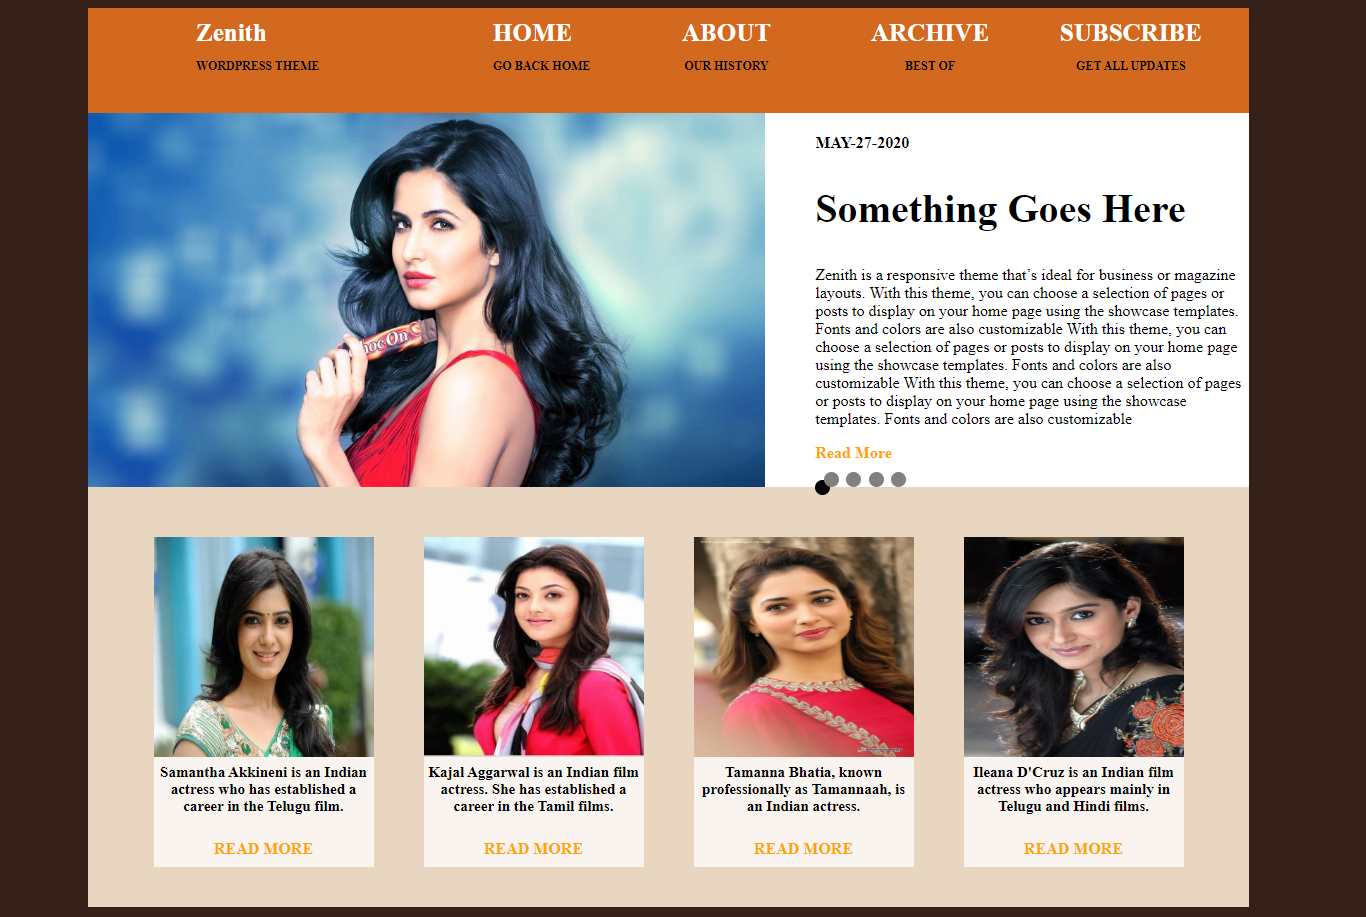 Zenith HOME ABOUT ARCHIVE SUBSCRIBE
WORDPRESS THEME GO BACK HOME OUR HISTORY BEST OF GET ALL UPDATES
hocOn
MAY-27-2020
Something Goes Here
Zenith is a responsive theme that’s ideal for business or magazine
layouts. With this theme, you can choose a selection of pages or
posts to display on your home page using the showcase templates.
Fonts and colors are also customizable With this theme, you can
choose a selection of pages or posts to display on your home page
using the showcase templates. Fonts and colors are also
customizable With this theme, you can choose a selection of pages
or posts to display on your home page using the showcase
templates. Fonts and colors are also customizable
Read More
Samantha Akkineni is an Indian
actress who has established a
career in the Telugu film.
READ MORE
Kajal Aggarwal is an Indian film
actress. She has established a
career in the Tamil films.
READ MORE
Tamanna Bhatia, known
professionally as Tamannaah, is
an Indian actress.
READ MORE
Ileana D'Cruz is an Indian film
actress who appears mainly in
Telugu and Hindi films.
READ MORE